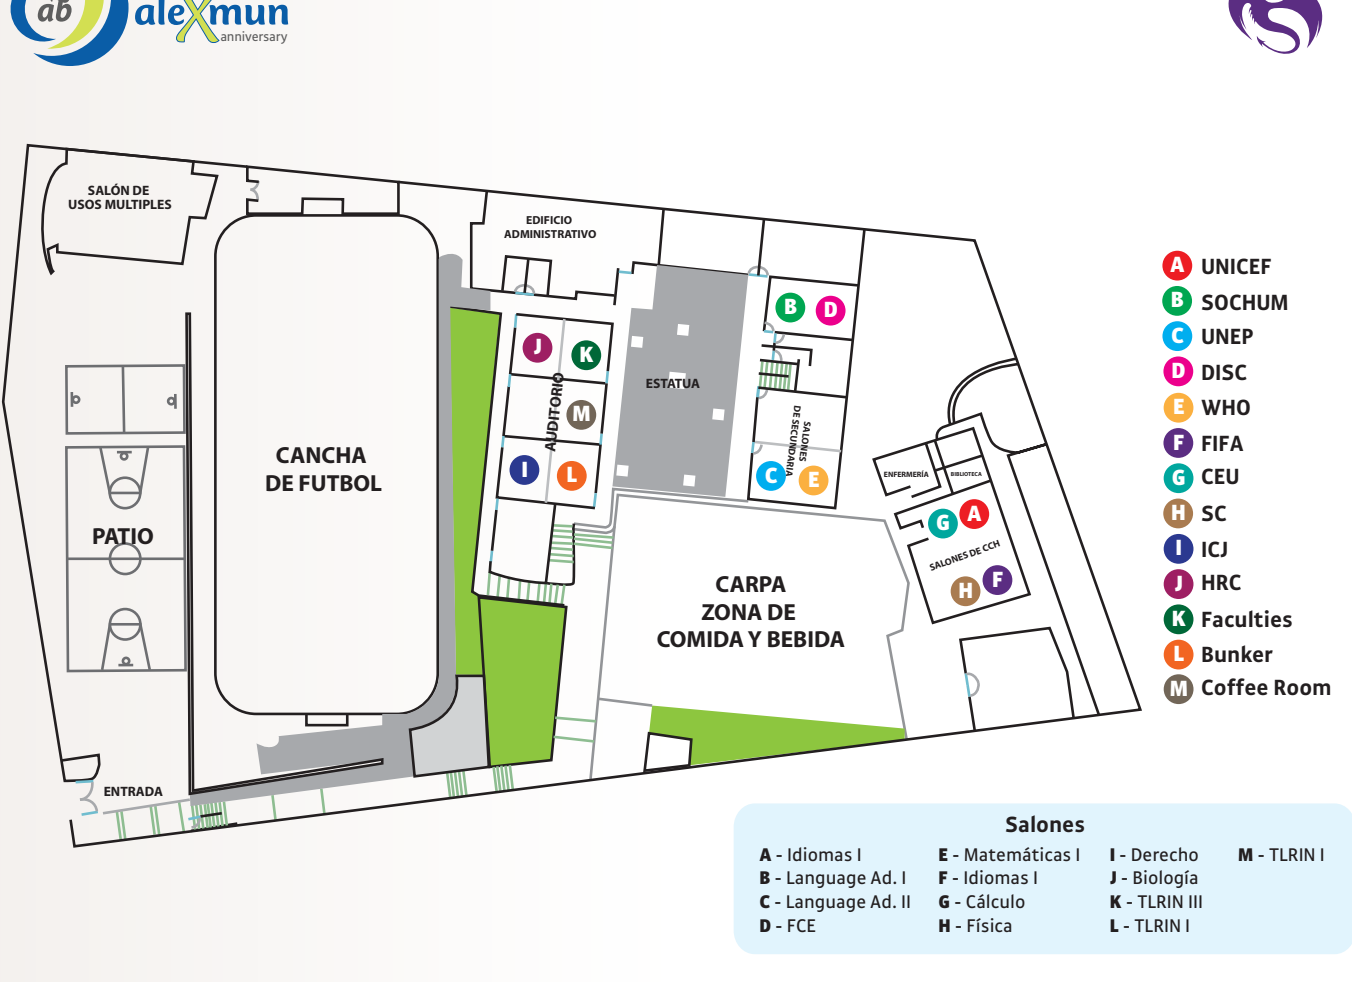 ab
alexmun
anniversary
SALÓN DE
USOS MULTIPLES
EDIFICIO
ADMINISTRATIVO
CANCHA
DE FUTBOL
PATIO
ENTRADA
AUDITORIO
J
K
M
I
L
ESTATUA
B
D
SALONES
DE SECUNDARIA
C
E
ENFERMERÍA
BIBLIOTECA
G
A
SALONES DE CCH
H
F
CARPA
ZONA DE
COMIDA Y BEBIDA
A UNICEF
B SOCHUM
C UNEP
D DISC
E WHO
F FIFA
G CEU
H SC
I ICJ
J HRC
K Faculties
L Bunker
M Coffee Room
Salones
A - Idiomas I
B - Language Ad. I
C - Language Ad. II
D - FCE
E - Matemáticas I
F - Idiomas I
G - Cálculo
H - Física
I - Derecho
J - Biología
K - TLRIN III
L - TLRIN I
M - TLRIN I